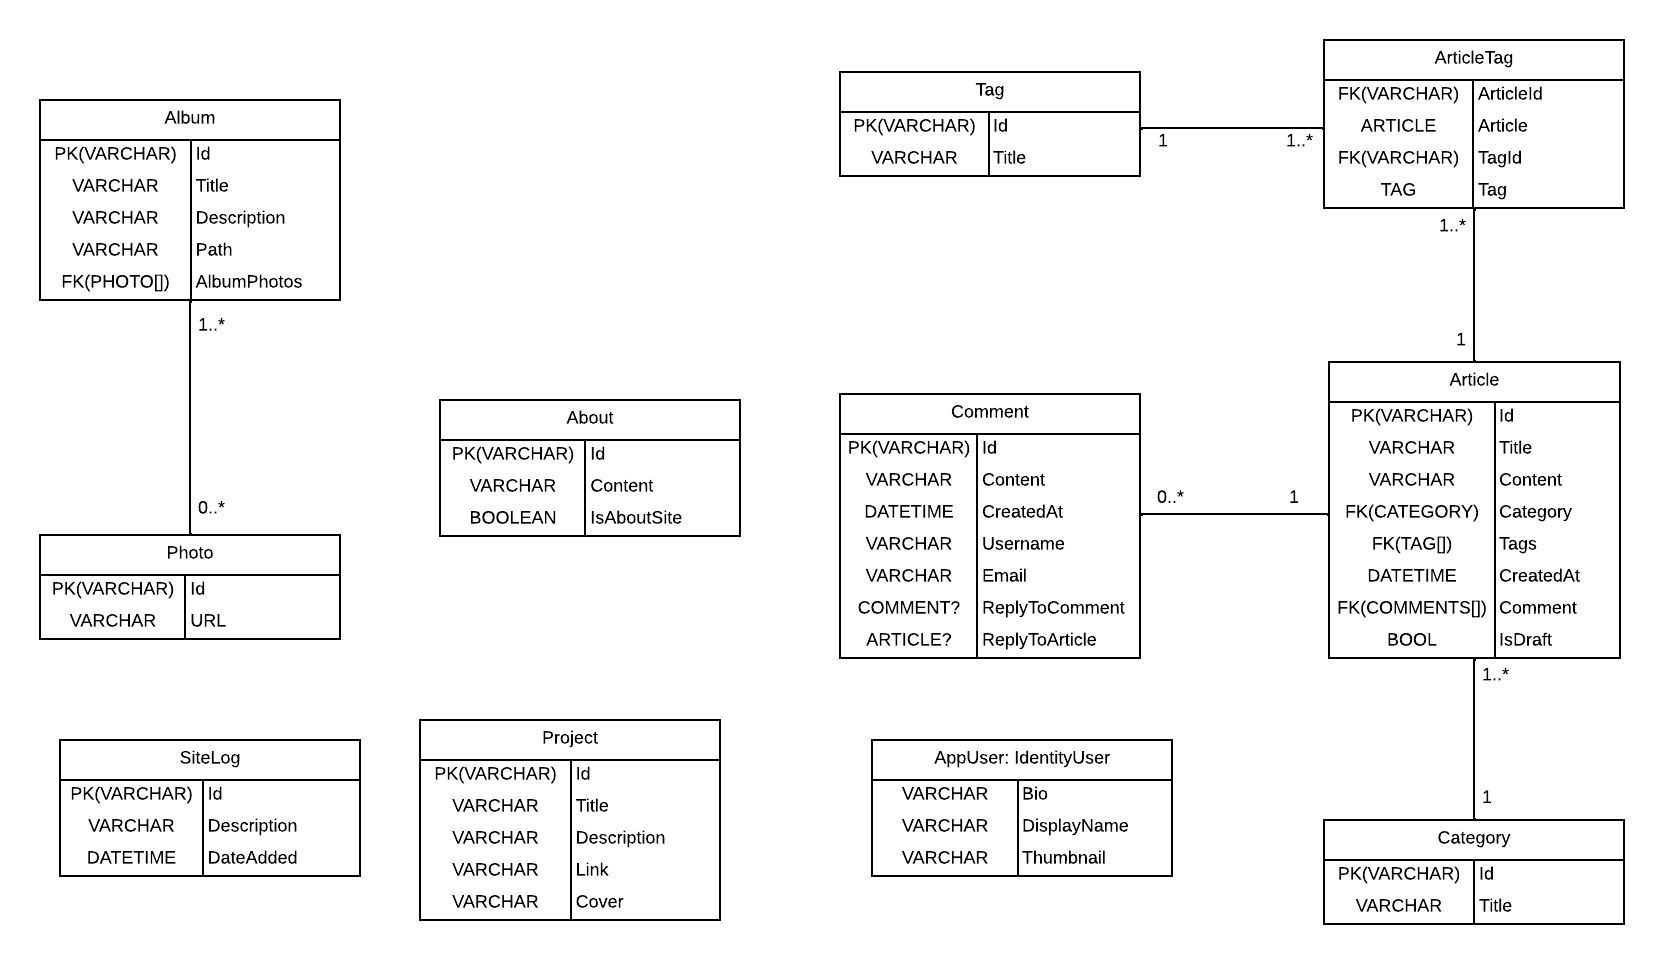 Album
PK(VARCHAR) Id
VARCHAR Title
VARCHAR Description
VARCHAR Path
FK(PHOTO[]) AlbumPhotos
1..*
0..*
Photo
PK(VARCHAR) Id
VARCHAR URL
About
PK(VARCHAR) Id
VARCHAR Content
BOOLEAN IsAboutSite
SiteLog
PK(VARCHAR) Id
VARCHAR Description
DATETIME DateAdded
Project
PK(VARCHAR) Id
VARCHAR Title
VARCHAR Description
VARCHAR Link
VARCHAR Cover
Tag
PK(VARCHAR) Id
VARCHAR Title
1 1..*
ArticleTag
FK(VARCHAR) ArticleId
ARTICLE Article
FK(VARCHAR) TagId
TAG Tag
1..*
1
Comment
PK(VARCHAR) Id
VARCHAR Content
DATETIME CreatedAt
VARCHAR Username
VARCHAR Email
COMMENT? ReplyToComment
ARTICLE? ReplyToArticle
0..* 1
Article
PK(VARCHAR) Id
VARCHAR Title
VARCHAR Content
FK(CATEGORY) Category
FK(TAG[]) Tags
DATETIME CreatedAt
FK(COMMENTS[]) Comment
BOOL IsDraft
1..*
1
AppUser: IdentityUser
VARCHAR Bio
VARCHAR DisplayName
VARCHAR Thumbnail
Category
PK(VARCHAR) Id
VARCHAR Title